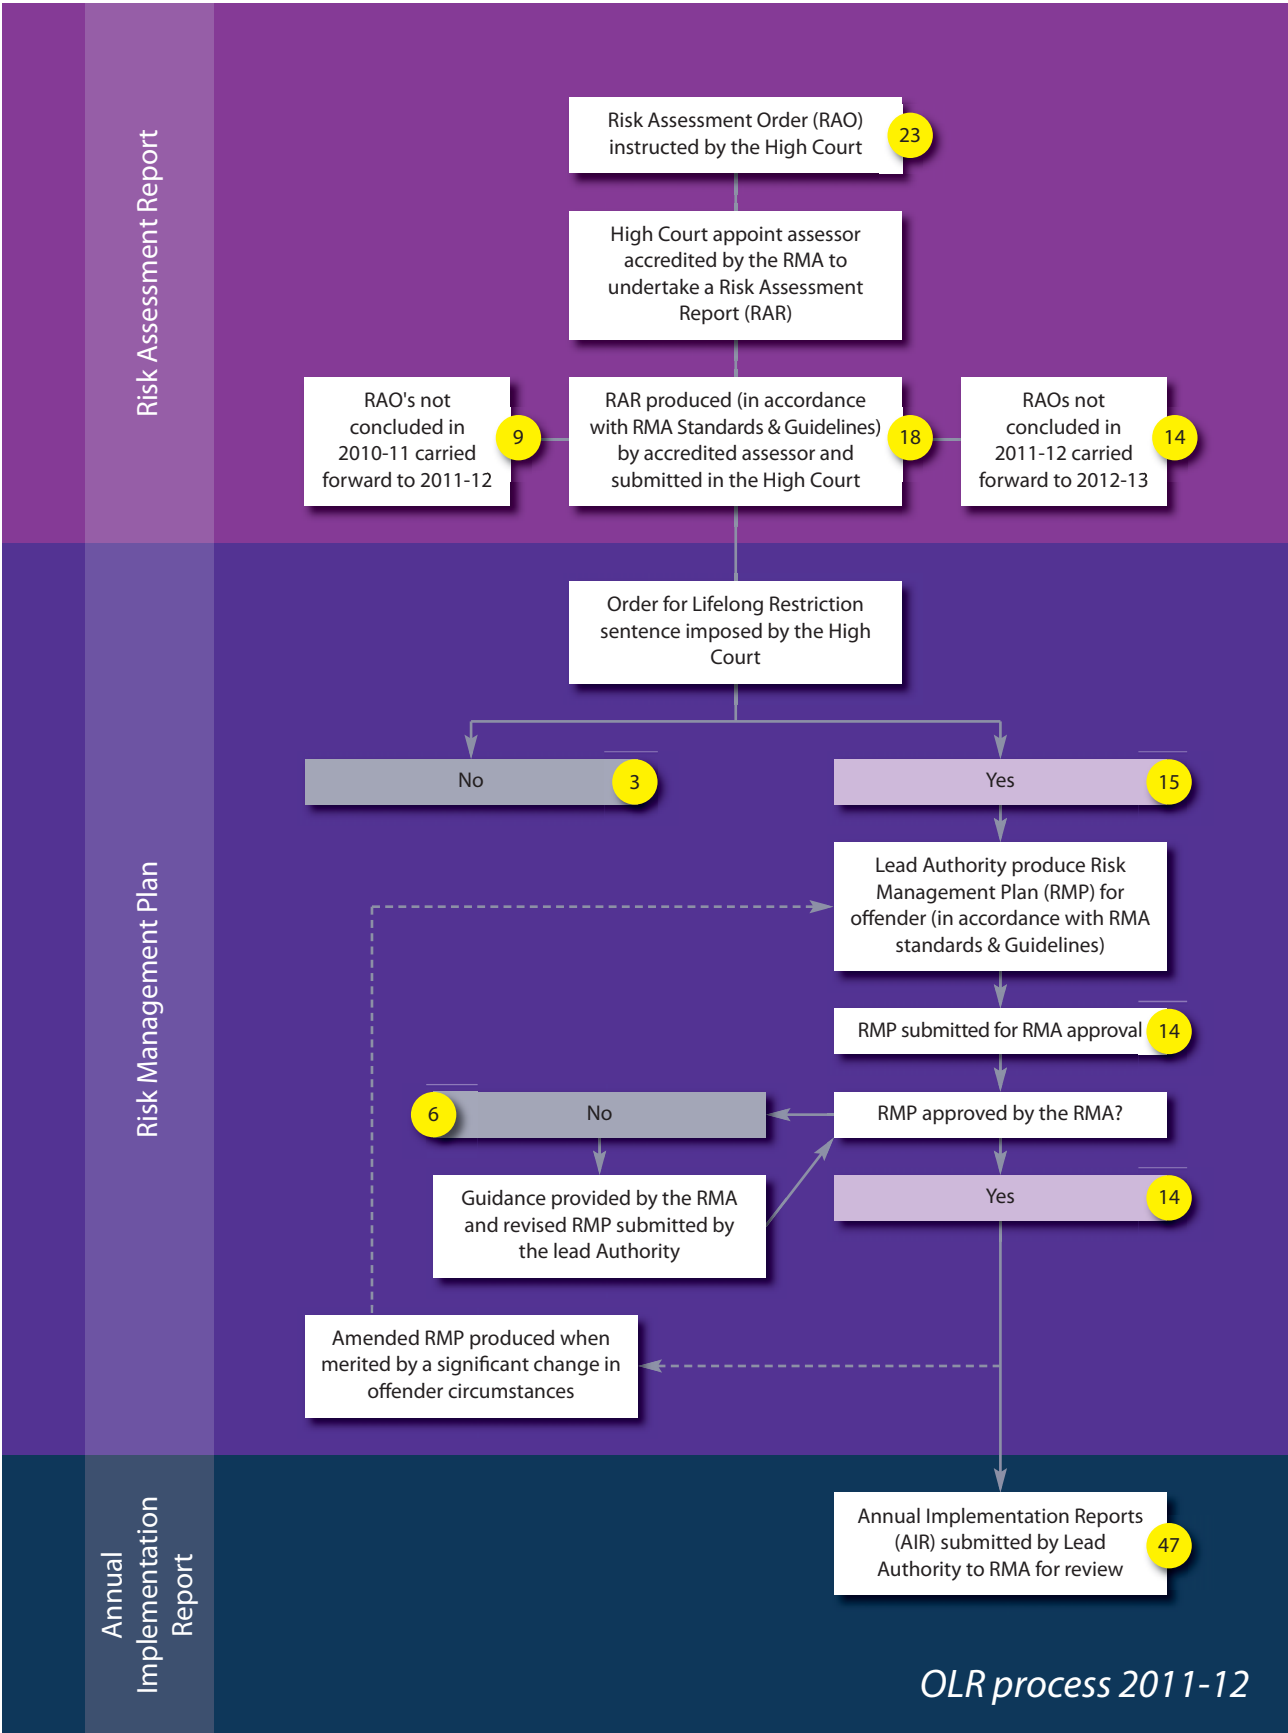 Risk Assessment Report
Risk Assessment Order (RAO)
instructed by the High Court
23
High Court appoint assessor
accredited by the RMA to
undertake a Risk Assessment
Report (RAR)
RAO's not
concluded in
2010-11 carried
forward to 2011-12
9
RAR produced (in accordance
with RMA Standards & Guidelines)
by accredited assessor and
submitted in the High Court
18
RAOs not
concluded in
2011-12 carried
forward to 2012-13
14
Risk Management Plan
Order for Lifelong Restriction
sentence imposed by the High
Court
No
3
Yes
15
Lead Authority produce Risk
Management Plan (RMP) for
offender (in accordance with RMA
standards & Guidelines)
RMP submitted for RMA approval
14
RMP approved by the RMA?
6
No
Yes
14
Guidance provided by the RMA
and revised RMP submitted by
the lead Authority
Amended RMP produced when
merited by a significant change in
offender circumstances
Annual
Implementation
Report
Annual Implementation Reports
(AIR) submitted by Lead
Authority to RMA for review
47
OLR process 2011-12